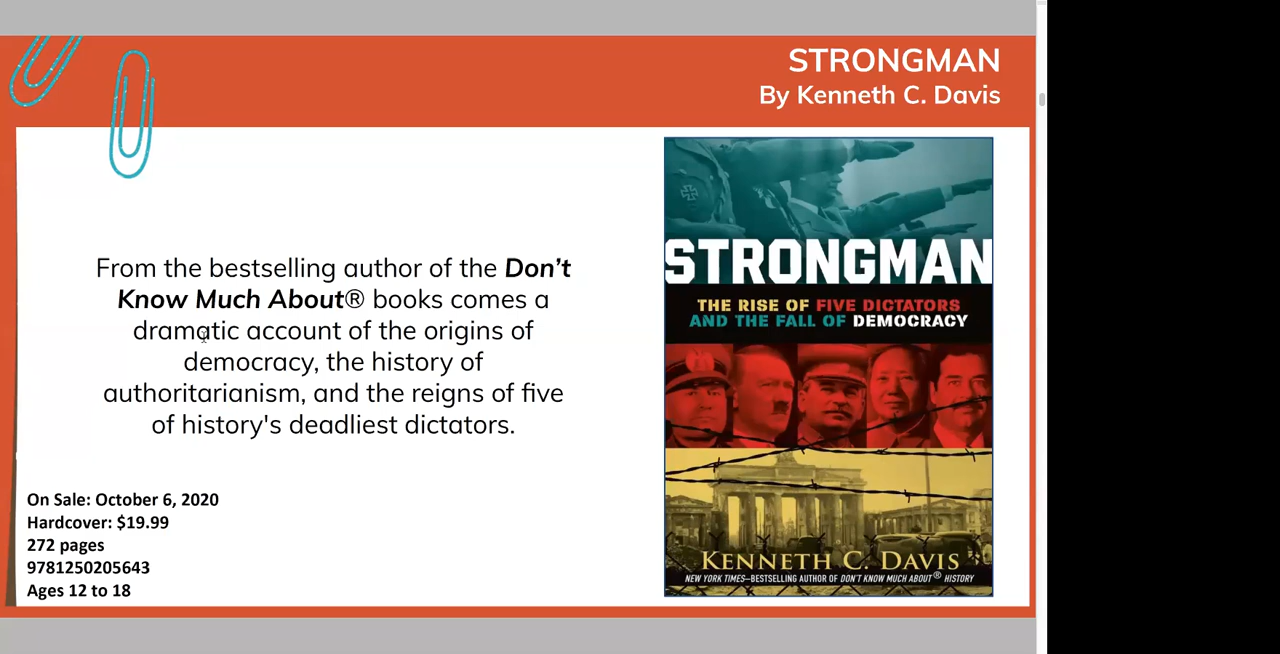 STRONGMAN
By Kenneth C. Davis
From the bestselling author of the Don't
Know Much About® books comes a
dramatic account of the origins of
democracy, the history of
authoritarianism, and the reigns of five
of history's deadliest dictators.
On Sale: October 6, 2020
Hardcover: $19.99
272 pages
9781250205643
Ages 12 to 18
STRONGMAN
THE RISE OF FIVE DICTATORS
AND THE FALL OF DEMOCRACY
KENNETH C. DAVIS
NEW YORK TIMES—BESTSELLING AUTHOR OF DON'T KNOW MUCH ABOUT® HISTORY